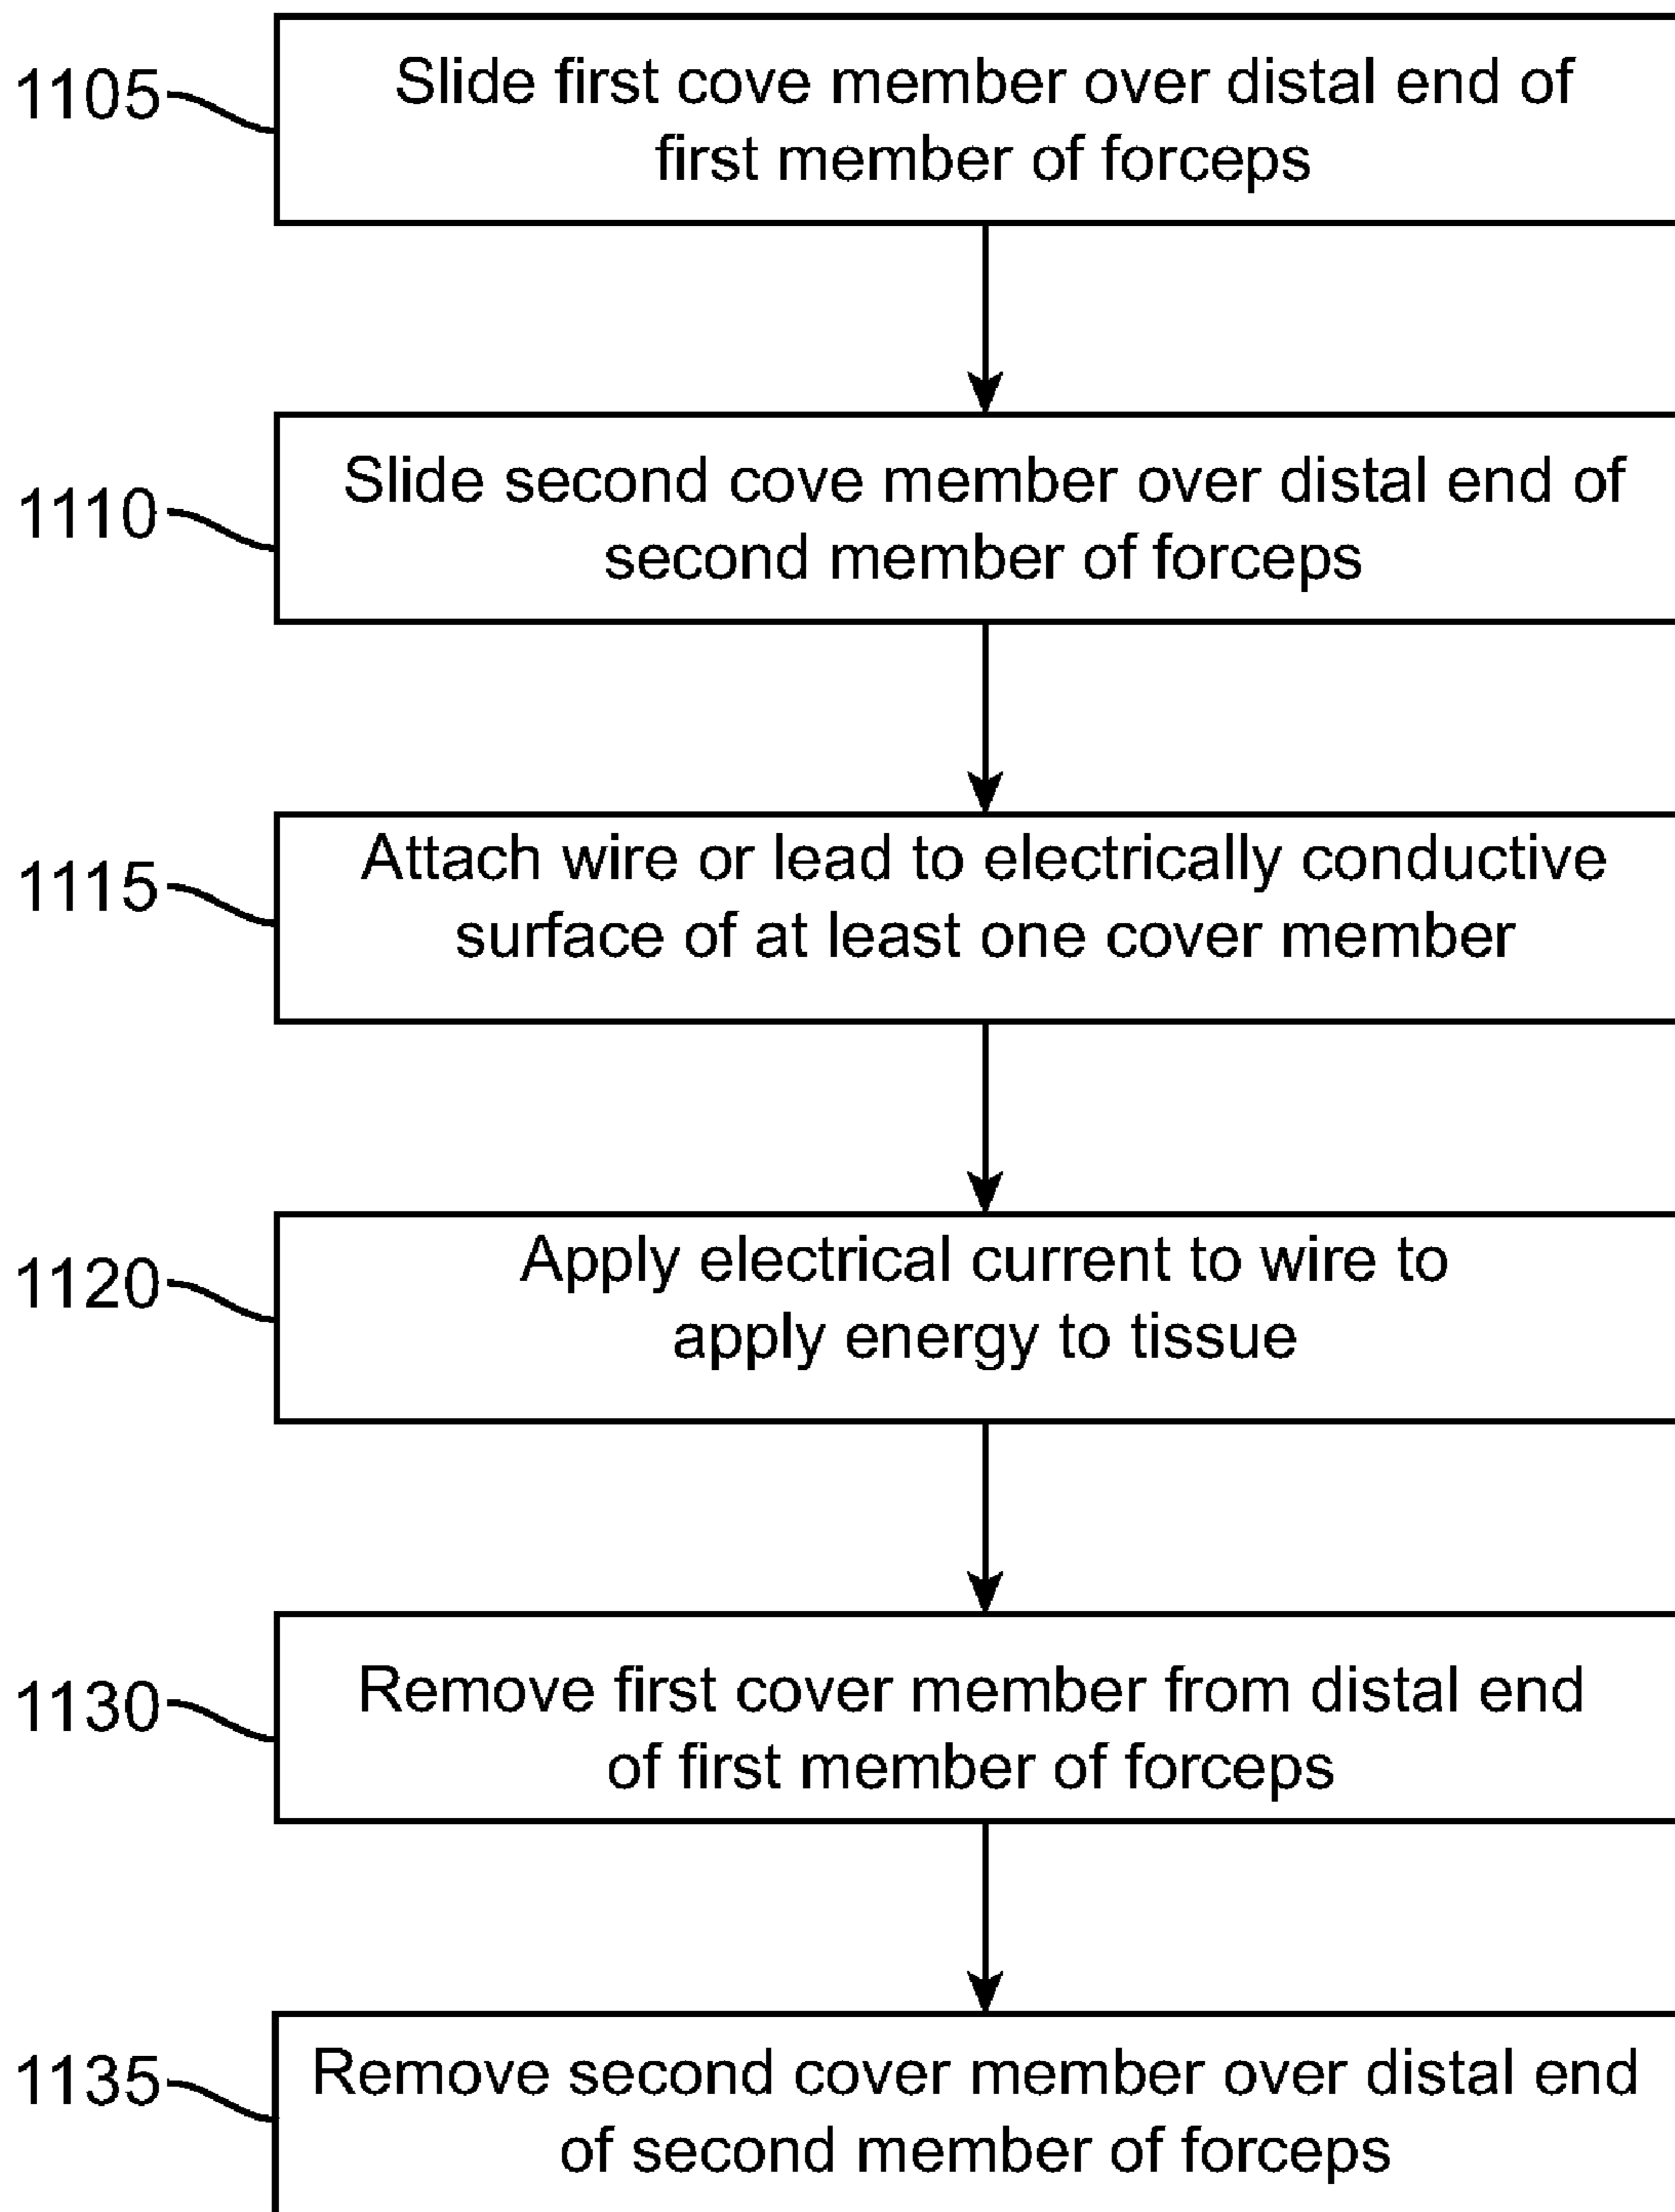 1105
Slide first cove member over distal end of
first member of forceps
1110
Slide second cove member over distal end of
second member of forceps
1115
Attach wire or lead to electrically conductive
surface of at least one cover member
1120
Apply electrical current to wire to
apply energy to tissue
1130
Remove first cover member from distal end
of first member of forceps
1135
Remove second cover member over distal end
of second member of forceps